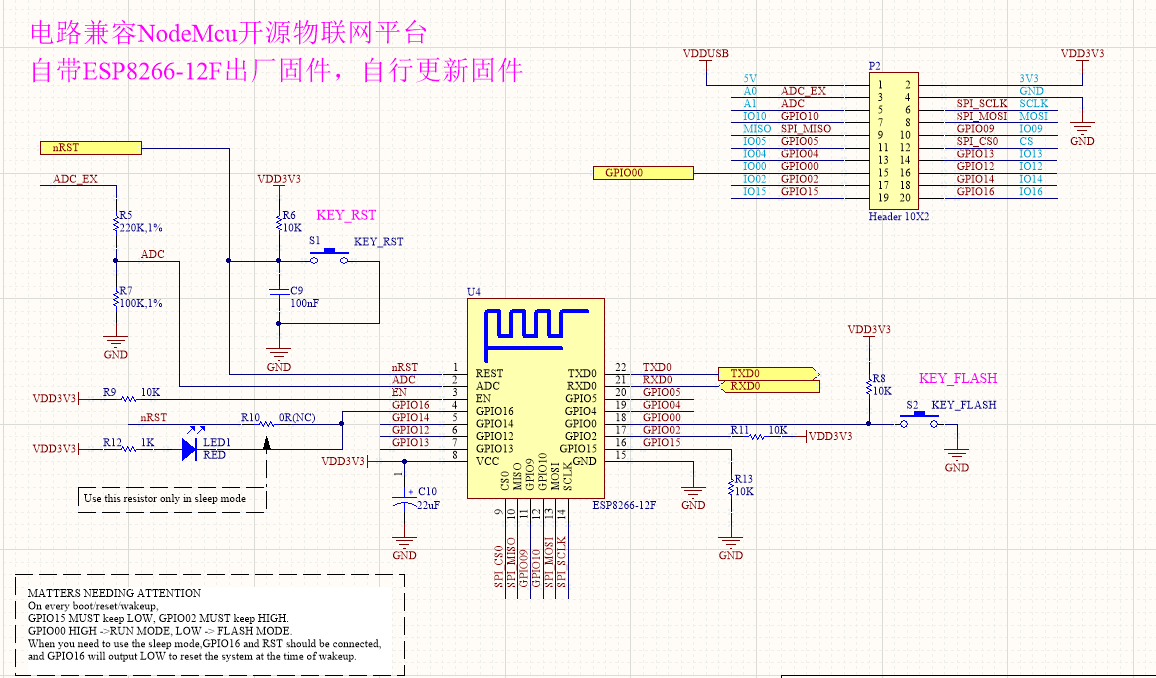 电路兼容NodeMcu开源物联网平台
自带ESP8266-12F出厂固件，自行更新固件
VDDUSB
VDD3V3
P2
5V 1 2 3V3
A0 ADC_EX 3 4 GND
A1 ADC 5 6 SPI_SCLK SCLK
IO10 GPIO10 7 8 SPI_MOSI MOSI
MISO SPI_MISO 9 10 GPIO09 IO09
IO05 GPIO05 11 12 SPI_CS0 CS
IO04 GPIO04 13 14 GPIO13 IO13
IO00 GPIO00 15 16 GPIO12 IO12
IO02 GPIO02 17 18 GPIO14 IO14
IO15 GPIO15 19 20 GPIO16 IO16
GND
Header 10X2
GPIO00
nRST
ADC_EX
R5
220K,1%
ADC
R7
100K,1%
GND
VDD3V3
R6
10K
KEY_RST
S1
KEY_RST
C9
100nF
GND
U4
nRST 1 REST
ADC 2 ADC
EN 3 EN
GPIO16 4 GPIO16
GPIO14 5 GPIO14
GPIO12 6 GPIO12
GPIO13 7 GPIO13
VDD3V3 8 VCC
TXD0 22 TXD0
RXD0 21 RXD0
GPIO5 20 GPIO05
GPIO4 19 GPIO04
GPIO0 18 GPIO00
GPIO2 17 GPIO02
GPIO15 16 GPIO15
GND 15
TXD0
RXD0
CS0
MISO
GPIO9
GPIO10
MOSI
SCLK
9
10
11
12
13
14
SPI_CS0
SPI_MISO
GPIO09
GPIO10
SPI_MOSI
SPI_SCLK
ESP8266-12F
VDD3V3
R9
10K
nRST
R10
0R(NC)
VDD3V3
R12
1K
LED1
RED
Use this resistor only in sleep mode
1
+
C10
22uF
GND
GND
R11
10K
VDD3V3
R13
10K
GND
VDD3V3
R8
10K
KEY_FLASH
S2
KEY_FLASH
GND
MATTERS NEEDING ATTENTION
On every boot/reset/wakeup,
GPIO15 MUST keep LOW, GPIO02 MUST keep HIGH.
GPIO00 HIGH ->RUN MODE, LOW -> FLASH MODE.
When you need to use the sleep mode,GPIO16 and RST should be connected,
and GPIO16 will output LOW to reset the system at the time of wakeup.